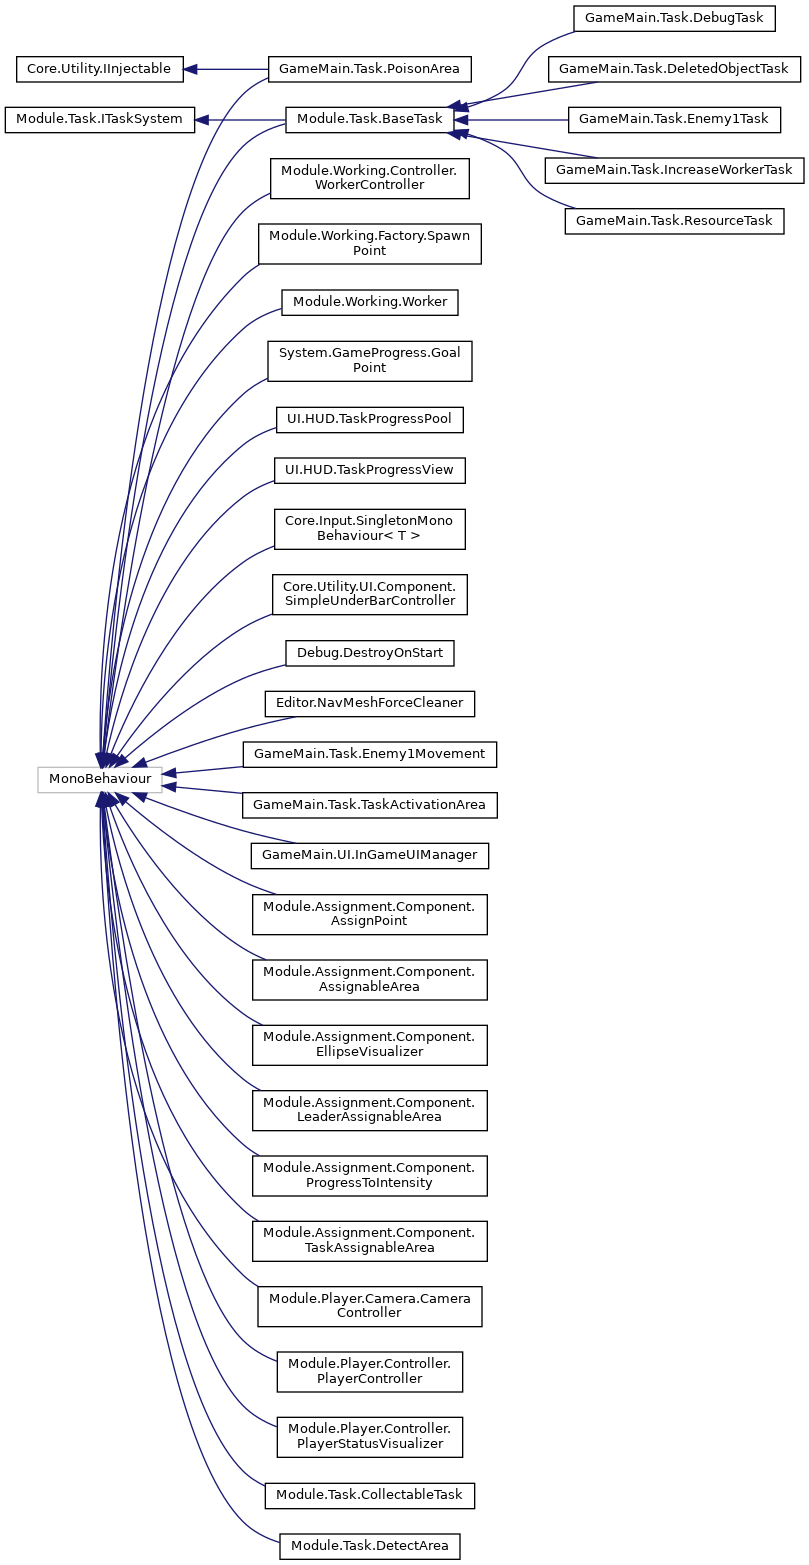 GameMain.Task.DebugTask
Core.Utility.IInjectable
GameMain.Task.PoisonArea
GameMain.Task.DeletedObjectTask
Module.Task.ITaskSystem
Module.Task.BaseTask
GameMain.Task.Enemy1Task
GameMain.Task.IncreaseWorkerTask
GameMain.Task.ResourceTask
Module.Working.Controller.
WorkerController
Module.Working.Factory.Spawn
Point
Module.Working.Worker
System.GameProgress.Goal
Point
UI.HUD.TaskProgressPool
UI.HUD.TaskProgressView
Core.Input.SingletonMono
Behaviour< T >
Core.Utility.UI.Component.
SimpleUnderBarController
Debug.DestroyOnStart
Editor.NavMeshForceCleaner
GameMain.Task.Enemy1Movement
MonoBehaviour
GameMain.Task.TaskActivationArea
GameMain.UI.InGameUIManager
Module.Assignment.Component.
AssignPoint
Module.Assignment.Component.
AssignableArea
Module.Assignment.Component.
EllipseVisualizer
Module.Assignment.Component.
LeaderAssignableArea
Module.Assignment.Component.
ProgressToIntensity
Module.Assignment.Component.
TaskAssignableArea
Module.Player.Camera.Camera
Controller
Module.Player.Controller.
PlayerController
Module.Player.Controller.
PlayerStatusVisualizer
Module.Task.CollectableTask
Module.Task.DetectArea